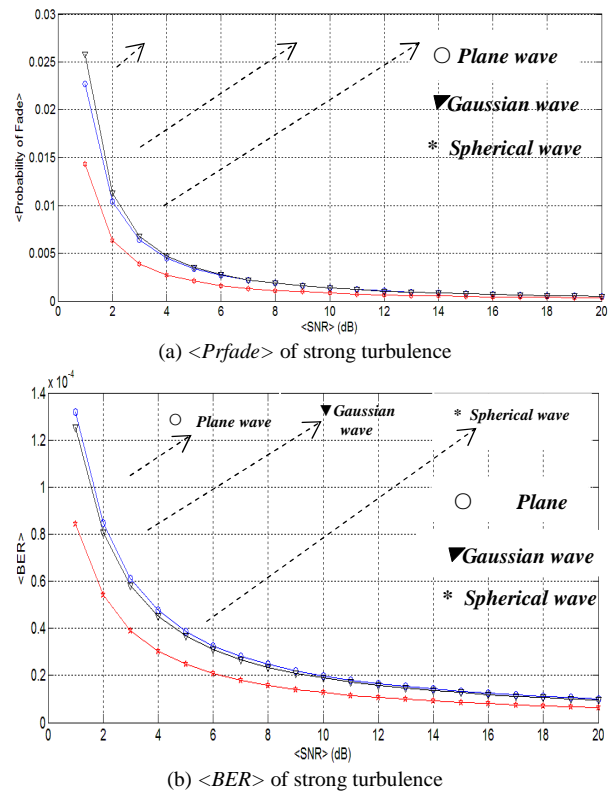 0.03
0.025
0.02
0.015
0.01
0.005
0
<Probability of Fade>
○ Plane wave
▼Gaussian wave
* Spherical wave
2 4 6 8 10 12 14 16 18 20
<SNR> (dB)
(a) <Prfade> of strong turbulence
x 10^-4
1.4
1.2
1
0.8
0.6
0.4
0.2
0
<BER>
○ Plane wave
▼Gaussian
wave
* Spherical wave
○ Plane
▼Gaussian wave
* Spherical wave
0 2 4 6 8 10 12 14 16 18 20
<SNR> (dB)
(b) <BER> of strong turbulence